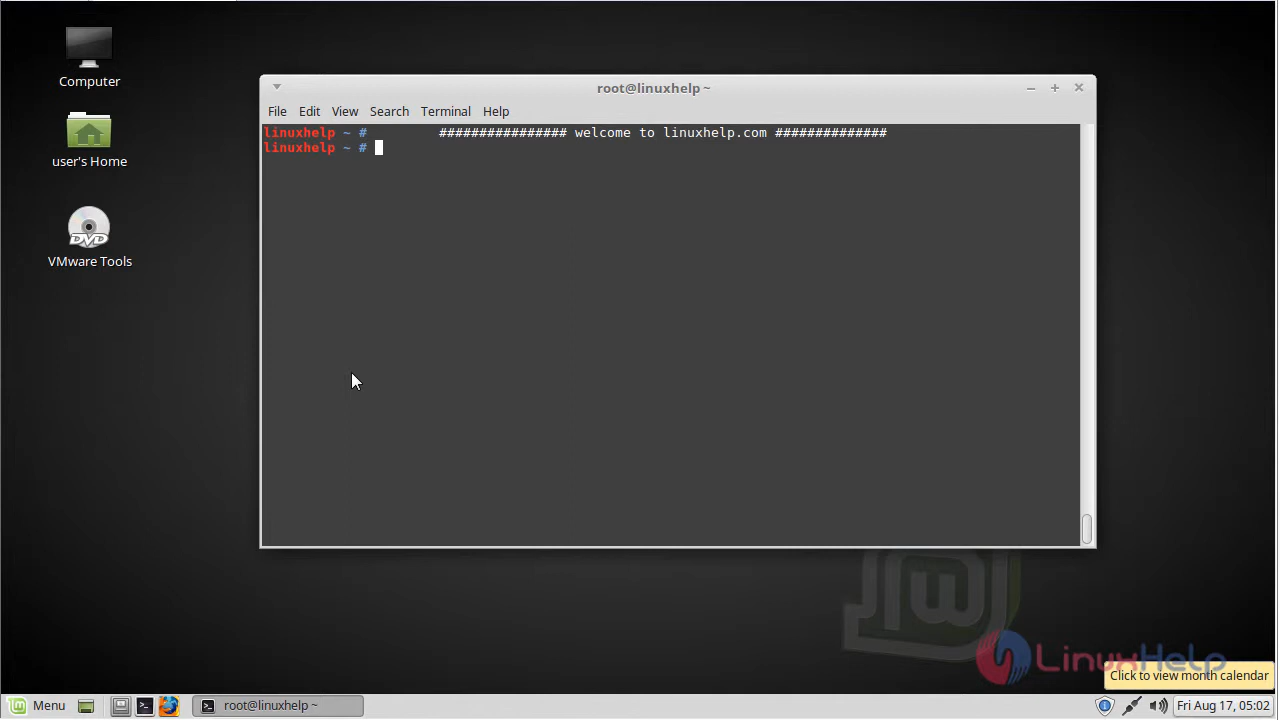 Computer
user's Home
DVD
VMware Tools
root@linuxhelp ~
File Edit View Search Terminal Help
linuxhelp ~ # ################ welcome to linuxhelp.com ##############
linuxhelp ~ #
LinuxHelp
Click to view month calendar
Menu
root@linuxhelp ~
Fri Aug 17, 05:02